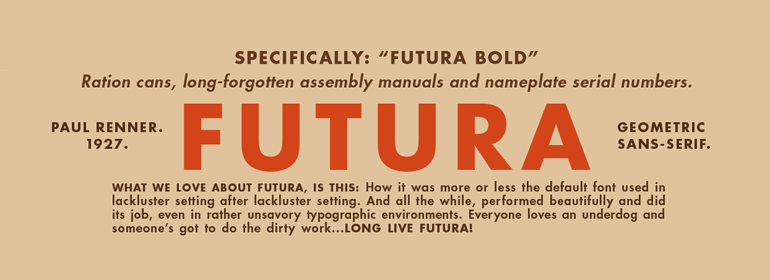 SPECIFICALLY: “FUTURA BOLD”
Ration cans, long-forgotten assembly manuals and nameplate serial numbers.
PAUL RENNER.
1927.
FUTURA
GEOMETRIC
SANS-SERIF.
WHAT WE LOVE ABOUT FUTURA, IS THIS: How it was more or less the default font used in
lackluster setting after lackluster setting. And all the while, performed beautifully and did
its job, even in rather unsavory typographic environments. Everyone loves an underdog and
someone’s got to do the dirty work...LONG LIVE FUTURA!